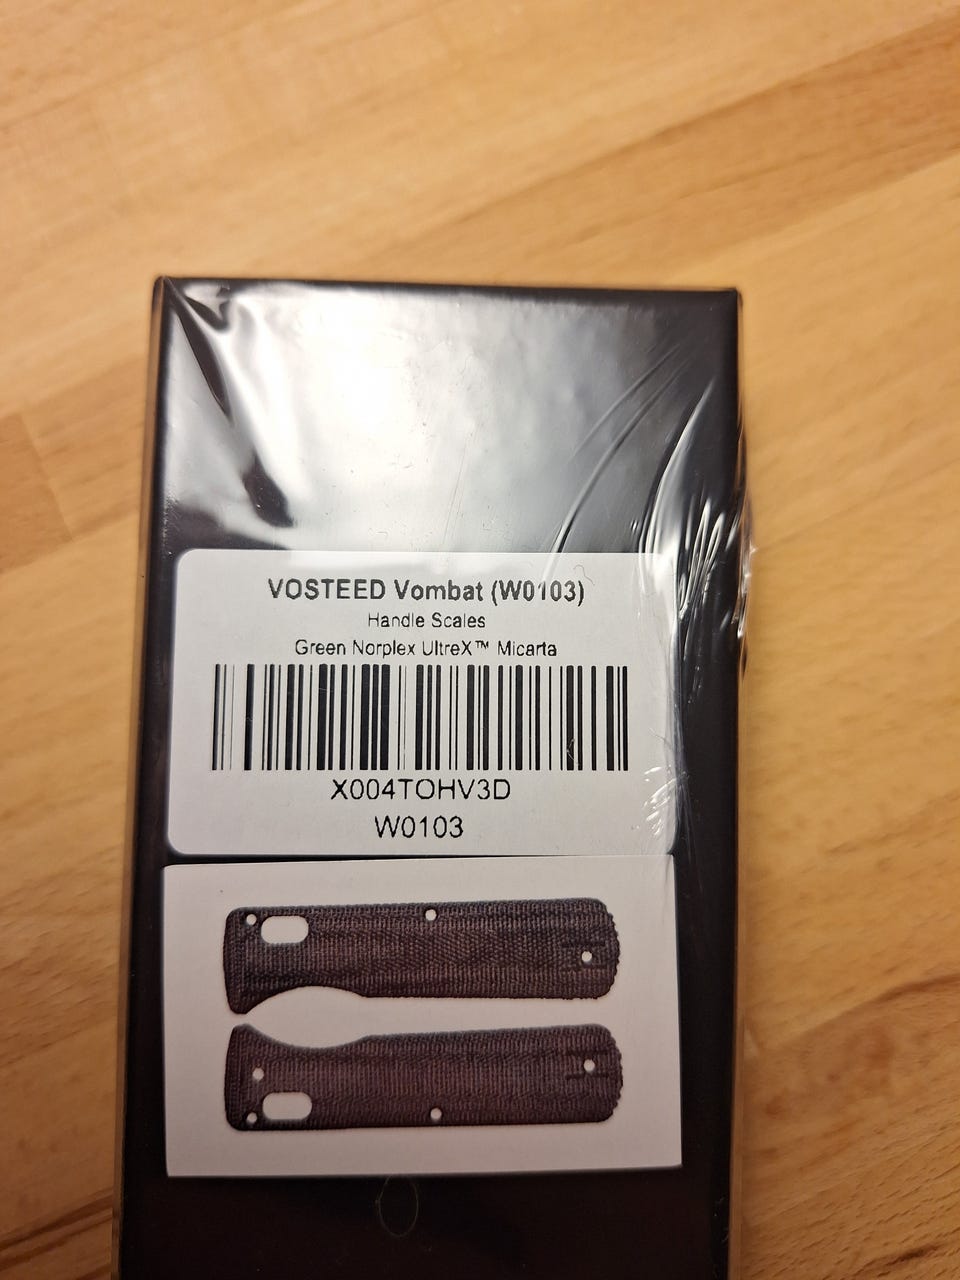 VOSTEED Vombat (W0103)
Handle Scales
Green Norplex UltreX™ Micarta
X004TOHV3D
W0103